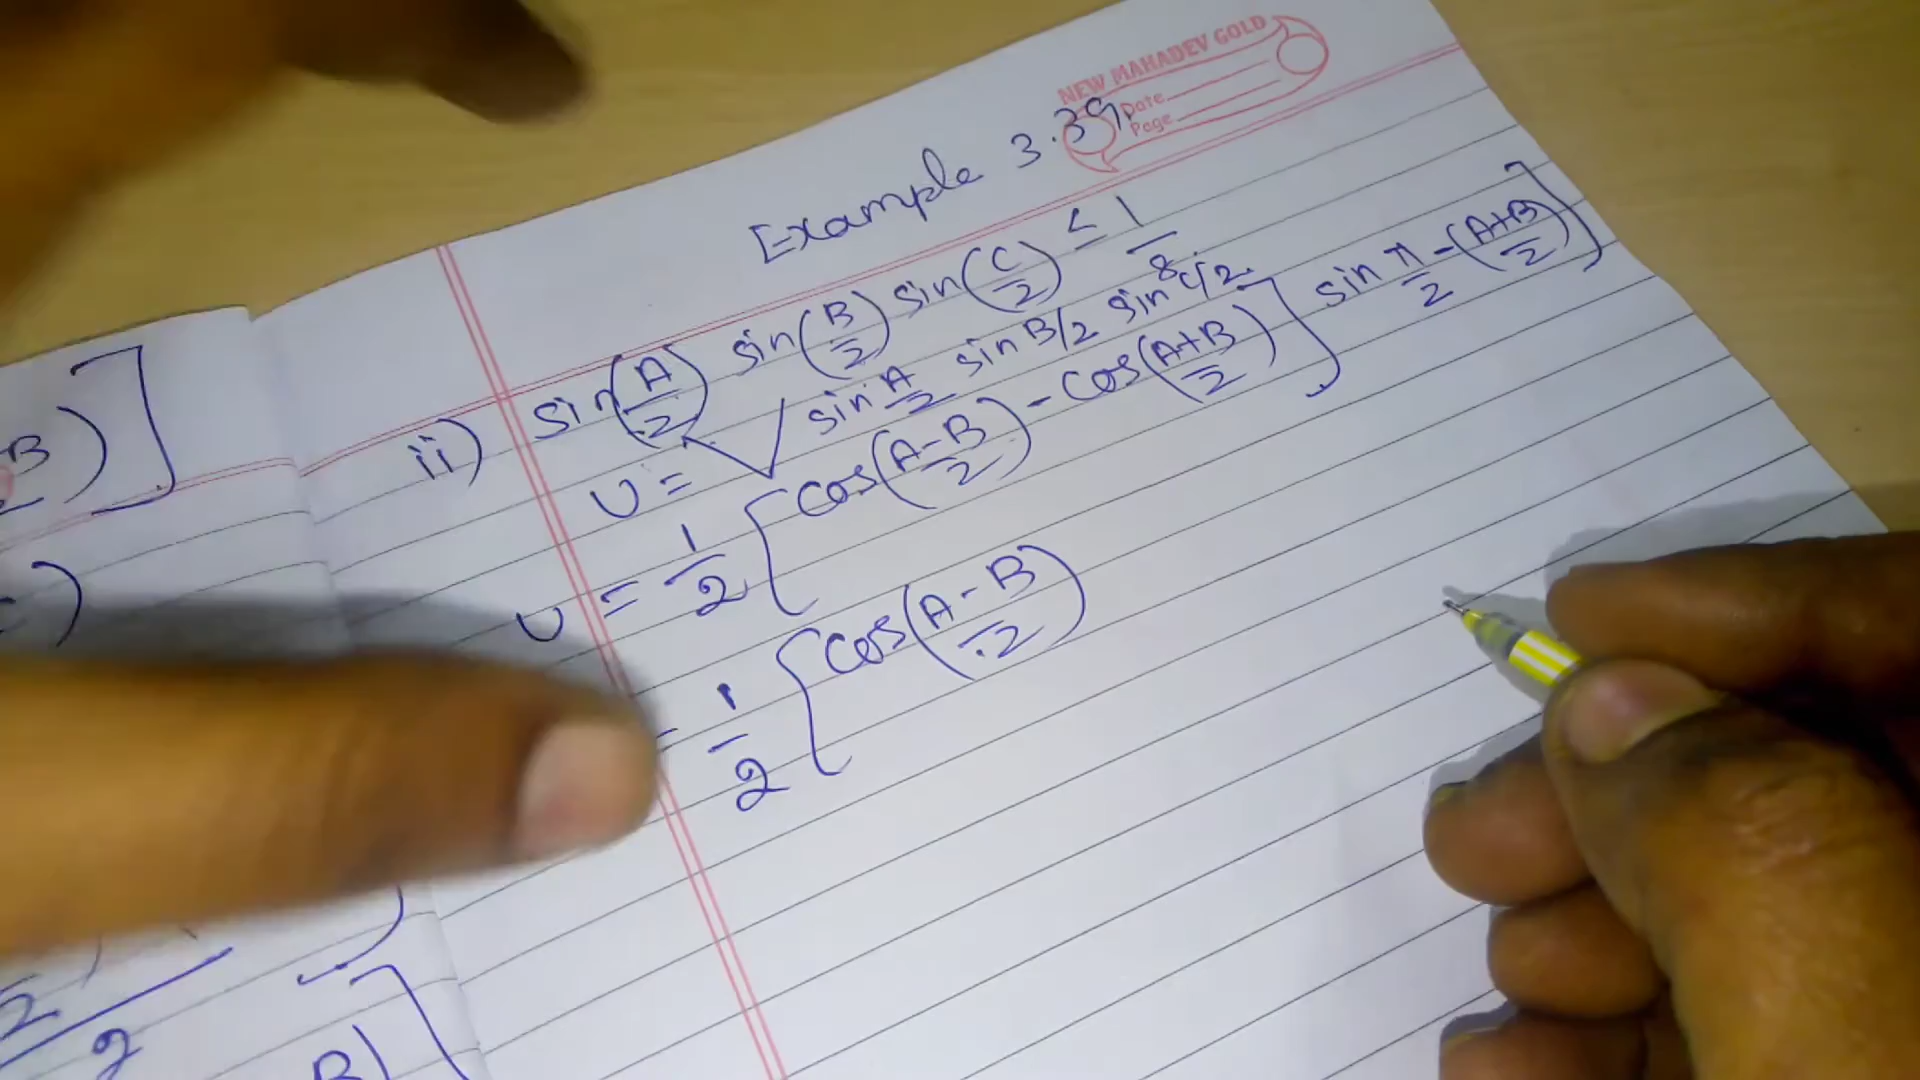 NEW MAHADEV GOLD
Date
Page
Example 3.39
ii) sin(A/2) sin(B/2) sin(C/2) ≤ 1/8
U = sin A/2 sin B/2 sin C/2
U = 1/2 [cos(A-B/2) - cos(A+B/2)] sin π/2 - (A+B/2)]
1/2 [cos(A-B/2)
B)]
)
2
2
B)